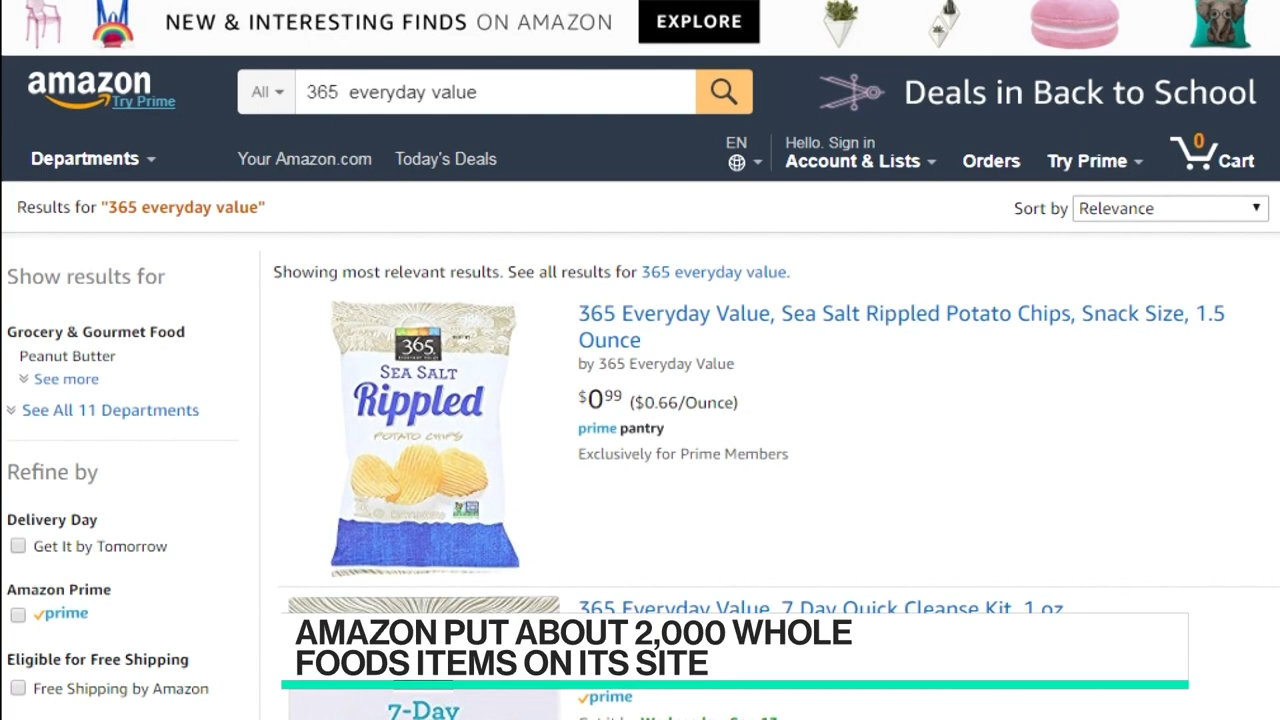 NEW & INTERESTING FINDS ON AMAZON EXPLORE
amazon
Try Prime
All
365 everyday value
Deals in Back to School
Departments
Your Amazon.com
Today's Deals
EN
Hello. Sign in
Account & Lists
Orders
Try Prime
0
Cart
Results for "365 everyday value"
Sort by Relevance
Show results for
Grocery & Gourmet Food
Peanut Butter
See more
See All 11 Departments
Refine by
Delivery Day
Get It by Tomorrow
Amazon Prime
prime
Eligible for Free Shipping
Free Shipping by Amazon
Showing most relevant results. See all results for 365 everyday value.
365
EVERYDAY VALUE
SEA SALT
Rippled
POTATO CHIPS
365 Everyday Value, Sea Salt Rippled Potato Chips, Snack Size, 1.5
Ounce
by 365 Everyday Value
$0.99 ($0.66/Ounce)
prime pantry
Exclusively for Prime Members
365 Everyday Value, 7 Day Quick Cleanse Kit, 1 oz
AMAZON PUT ABOUT 2,000 WHOLE
FOODS ITEMS ON ITS SITE
7-Day
prime